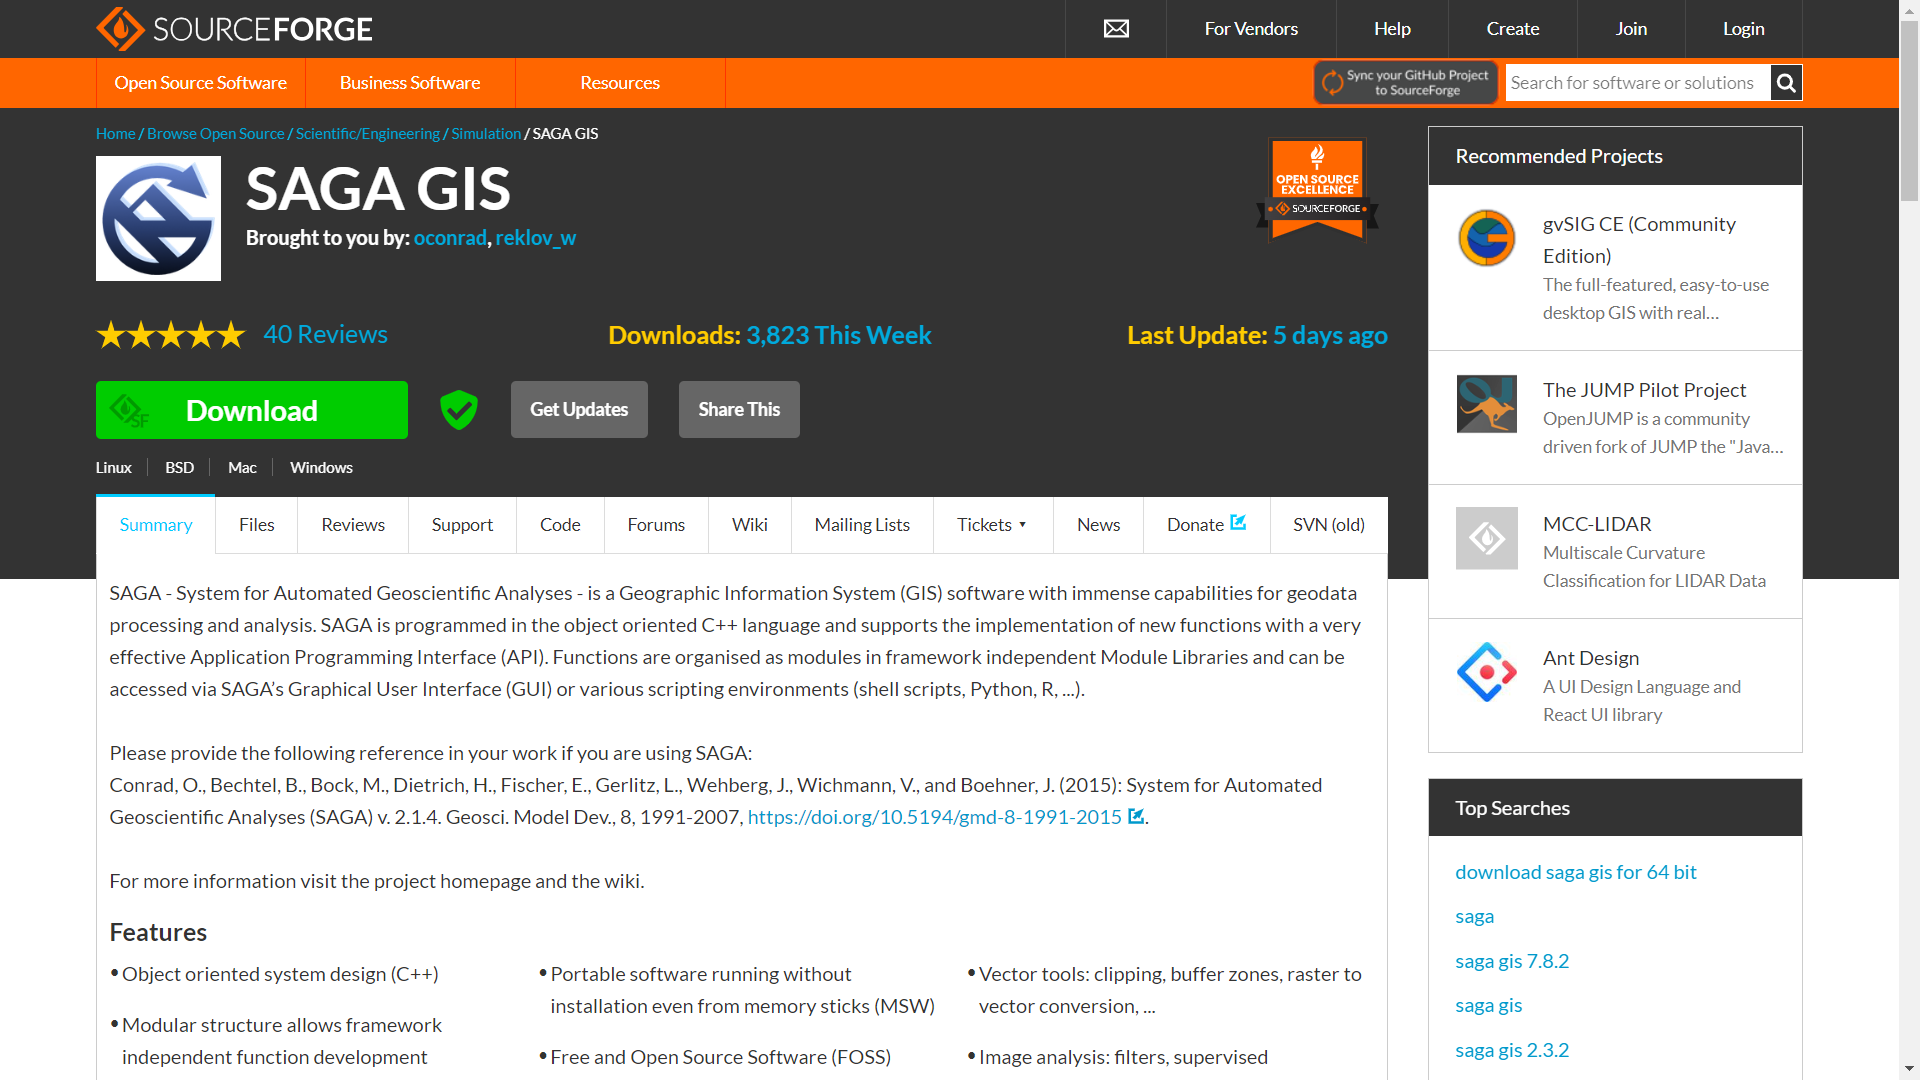 SOURCEFORGE
For Vendors
Help
Create
Join
Login
Open Source Software
Business Software
Resources
Sync your GitHub Project
to SourceForge
Search for software or solutions
Home / Browse Open Source / Scientific/Engineering / Simulation / SAGA GIS
SAGA GIS
Brought to you by: oconrad, reklov_w
OPEN SOURCE
EXCELLENCE
SOURCEFORGE
40 Reviews
Downloads: 3,823 This Week
Last Update: 5 days ago
SF
Download
Get Updates
Share This
Linux
BSD
Mac
Windows
Summary
Files
Reviews
Support
Code
Forums
Wiki
Mailing Lists
Tickets
News
Donate
SVN (old)
SAGA - System for Automated Geoscientific Analyses - is a Geographic Information System (GIS) software with immense capabilities for geodata
processing and analysis. SAGA is programmed in the object oriented C++ language and supports the implementation of new functions with a very
effective Application Programming Interface (API). Functions are organised as modules in framework independent Module Libraries and can be
accessed via SAGA’s Graphical User Interface (GUI) or various scripting environments (shell scripts, Python, R, ...).
Please provide the following reference in your work if you are using SAGA:
Conrad, O., Bechtel, B., Bock, M., Dietrich, H., Fischer, E., Gerlitz, L., Wehberg, J., Wichmann, V., and Boehner, J. (2015): System for Automated
Geoscientific Analyses (SAGA) v. 2.1.4. Geosci. Model Dev., 8, 1991-2007, https://doi.org/10.5194/gmd-8-1991-2015.
For more information visit the project homepage and the wiki.
Features
• Object oriented system design (C++)
• Modular structure allows framework
independent function development
• Portable software running without
installation even from memory sticks (MSW)
• Free and Open Source Software (FOSS)
• Vector tools: clipping, buffer zones, raster to
vector conversion, ...
• Image analysis: filters, supervised
Recommended Projects
gvSIG CE (Community
Edition)
The full-featured, easy-to-use
desktop GIS with real...
The JUMP Pilot Project
OpenJUMP is a community
driven fork of JUMP the "Java...
MCC-LIDAR
Multiscale Curvature
Classification for LIDAR Data
Ant Design
A UI Design Language and
React UI library
Top Searches
download saga gis for 64 bit
saga
saga gis 7.8.2
saga gis
saga gis 2.3.2